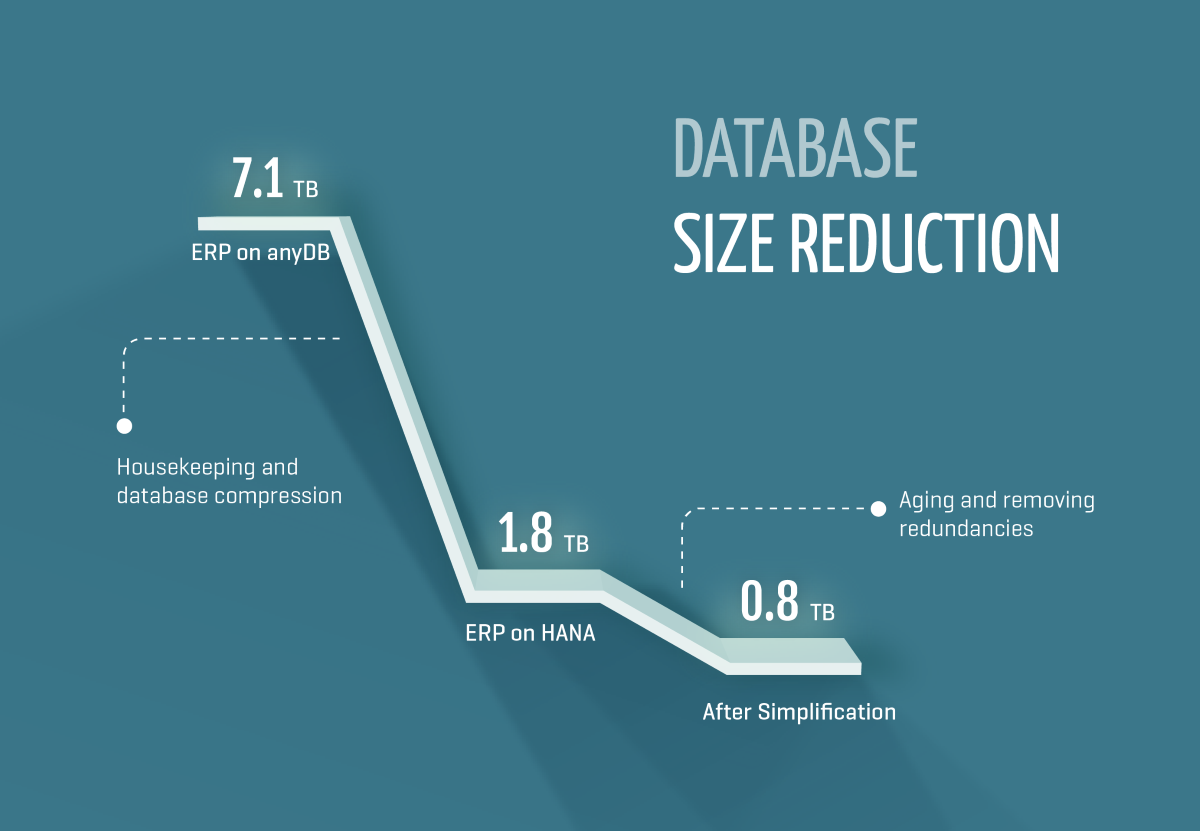 DATABASE
SIZE REDUCTION
7.1 TB
ERP on anyDB
Housekeeping and
database compression
1.8 TB
ERP on HANA
Aging and removing
redundancies
0.8 TB
After Simplification